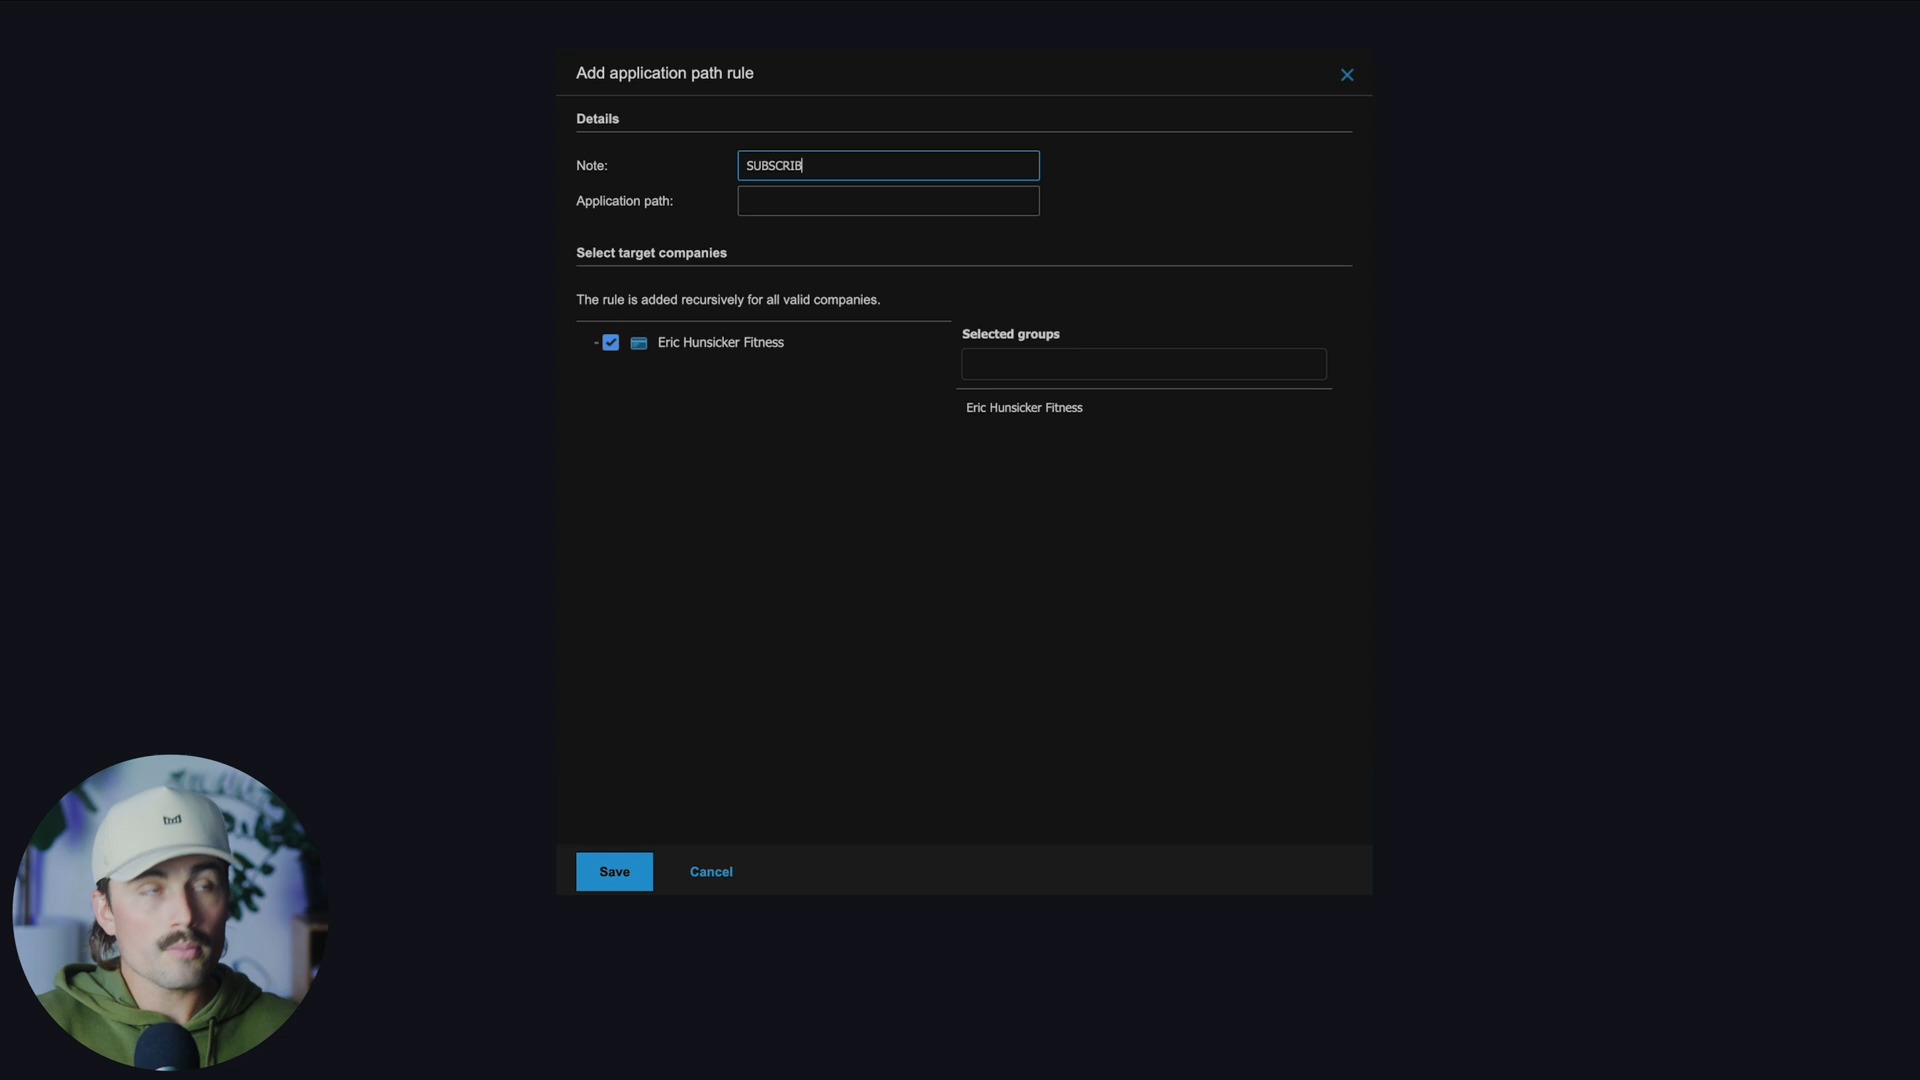 Add application path rule
Details
Note:
SUBSCRIB
Application path:
Select target companies
The rule is added recursively for all valid companies.
Eric Hunsicker Fitness
Selected groups
Eric Hunsicker Fitness
Save
Cancel